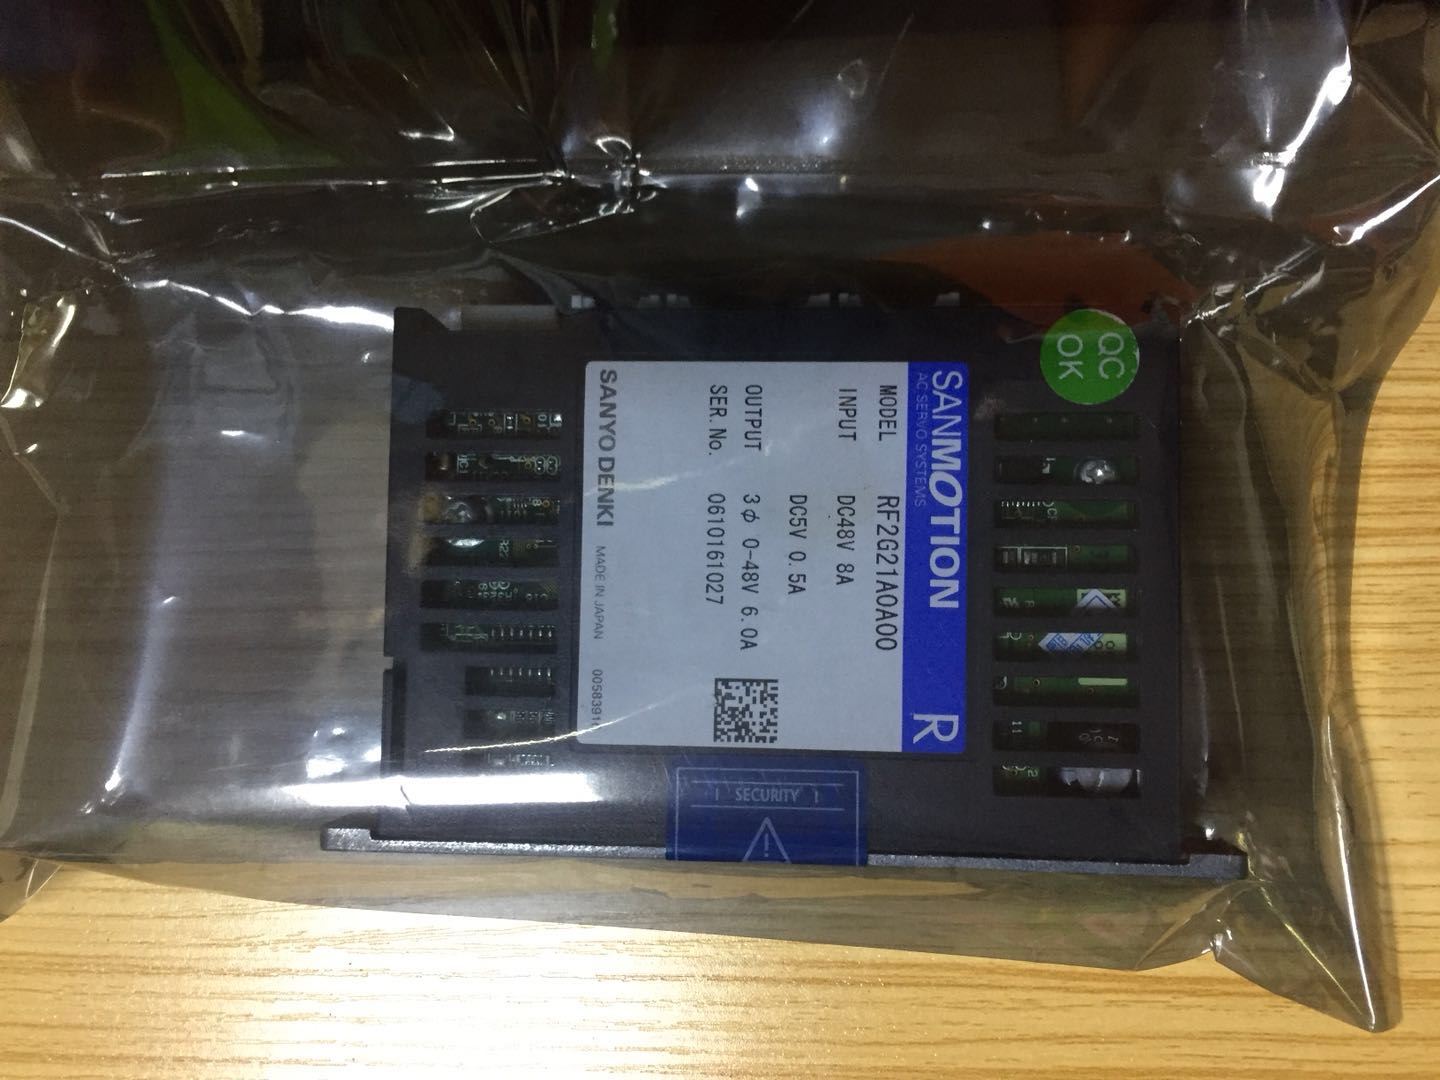 SANMOTION R
AC SERVO SYSTEMS
MODEL RF2G21A0A00
INPUT DC48V 8A
DC5V 0.5A
OUTPUT 3φ 0-48V 6.0A
SER.No. 0610161027
SANYO DENKI MADE IN JAPAN
QC
OK
! SECURITY !